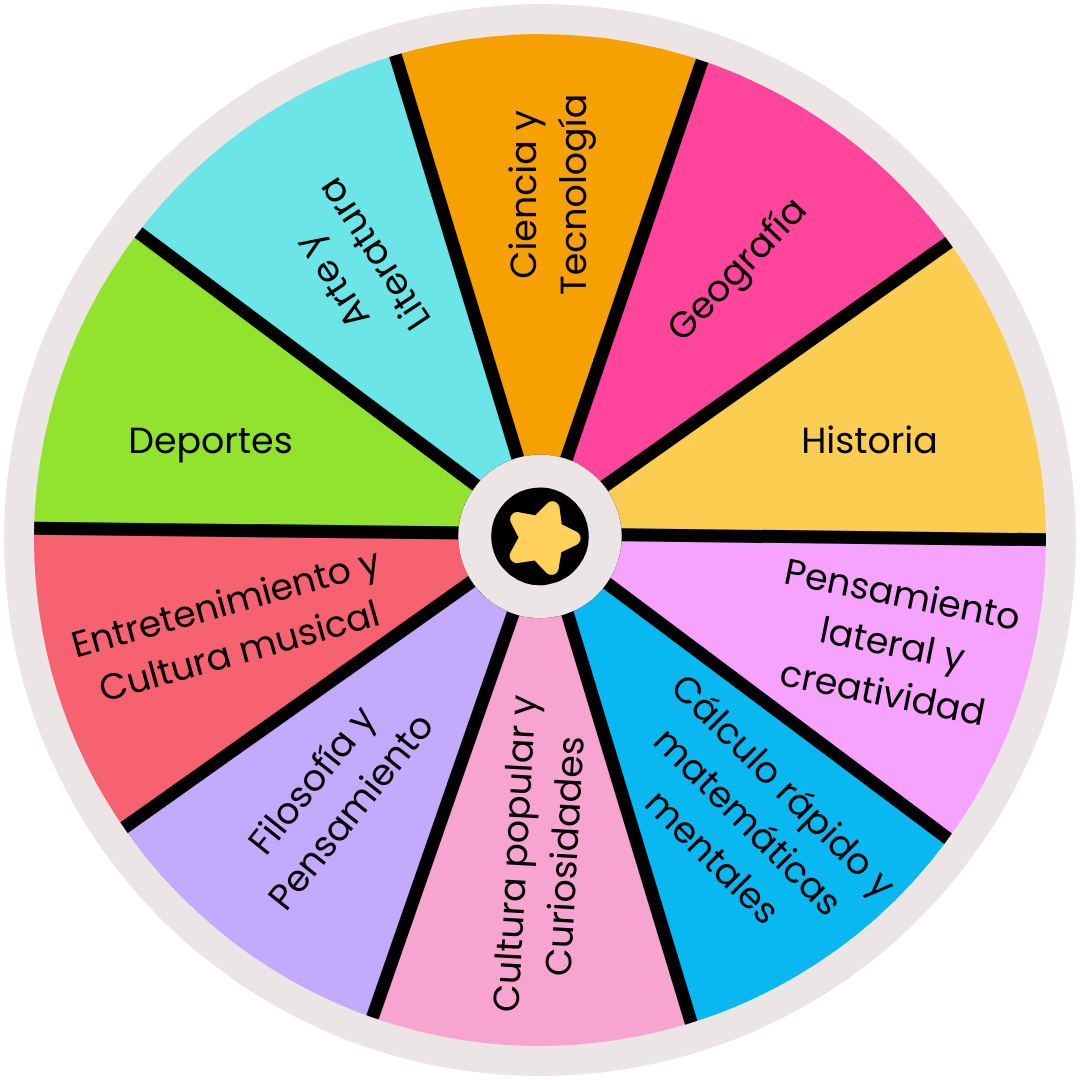 Ciencia y
Tecnología
Geografía
Historia
Pensamiento
lateral y
creatividad
Cálculo rápido y
matemáticas
mentales
Cultura popular y
Curiosidades
Filosofía y
Pensamiento
Entretenimiento y
Cultura musical
Deportes
Arte y
Literatura